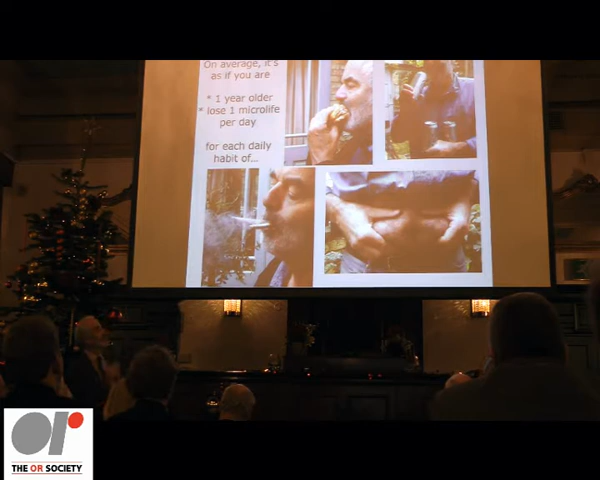 On average, it's
as if you are
* 1 year older
* lose 1 microlife
per day
for each daily
habit of...
or
THE OR SOCIETY